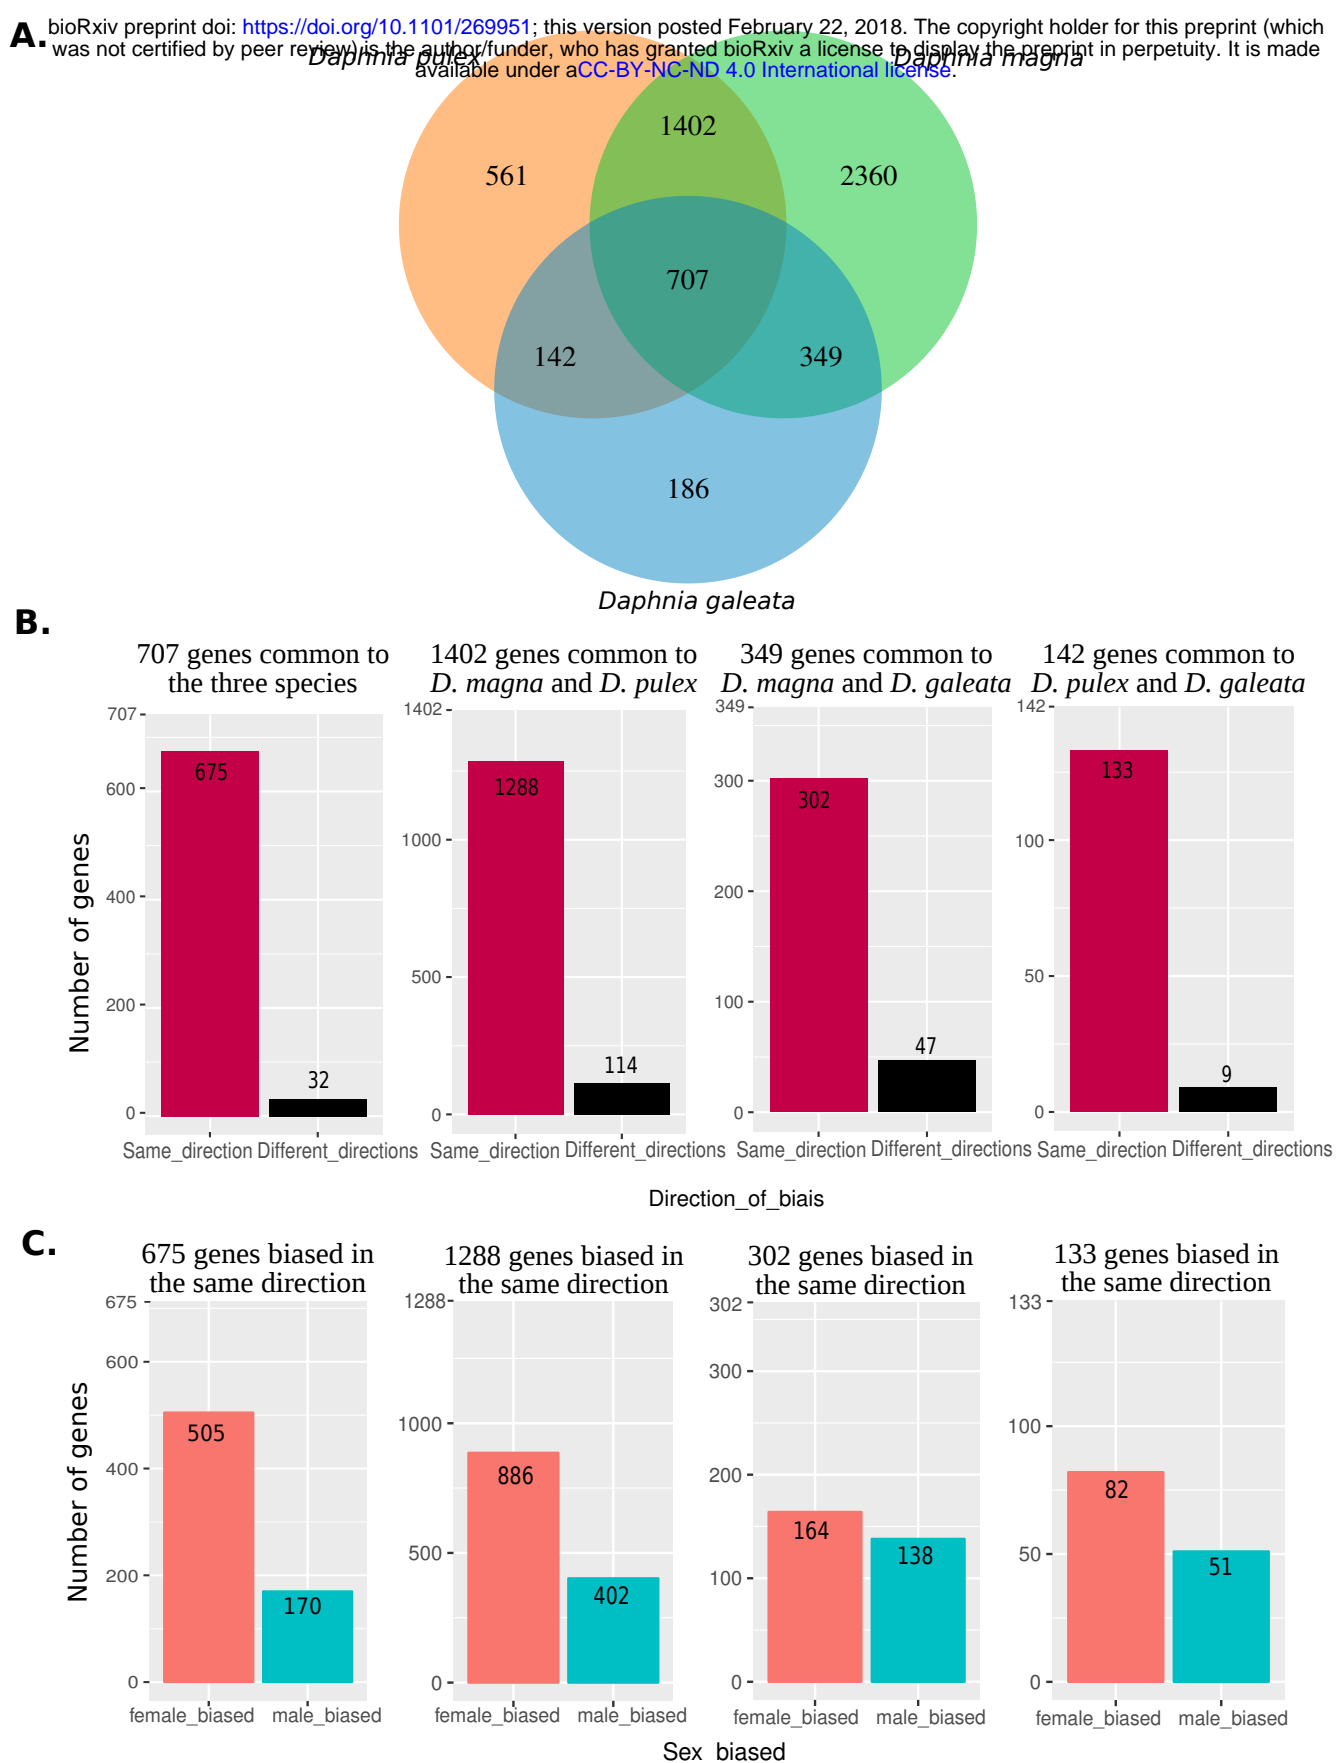 bioRxiv preprint doi: https://doi.org/10.1101/269951; this version posted February 22, 2018. The copyright holder for this preprint (which
was not certified by peer review) is the author/funder, who has granted bioRxiv a license to display the preprint in perpetuity. It is made
available under aCC-BY-NC-ND 4.0 International license.
A.
Daphnia pulex
Daphnia magna
1402
561
2360
707
142
349
186
Daphnia galeata
B.
707 genes common to
the three species
1402 genes common to
D. magna and D. pulex
349 genes common to
D. magna and D. galeata
142 genes common to
D. pulex and D. galeata
Number of genes
707
600
400
200
0
675
32
Same_direction Different_directions
1402
1000
500
0
1288
114
Same_direction Different_directions
349
300
200
100
0
302
47
Same_direction Different_directions
142
100
50
0
133
9
Same_direction Different_directions
Direction_of_biais
C.
675 genes biased in
the same direction
1288 genes biased in
the same direction
302 genes biased in
the same direction
133 genes biased in
the same direction
Number of genes
675
600
400
200
0
505
170
female_biased male_biased
1288
1000
500
0
886
402
female_biased male_biased
302
300
200
100
0
164
138
female_biased male_biased
133
100
50
0
82
51
female_biased male_biased
Sex_biased